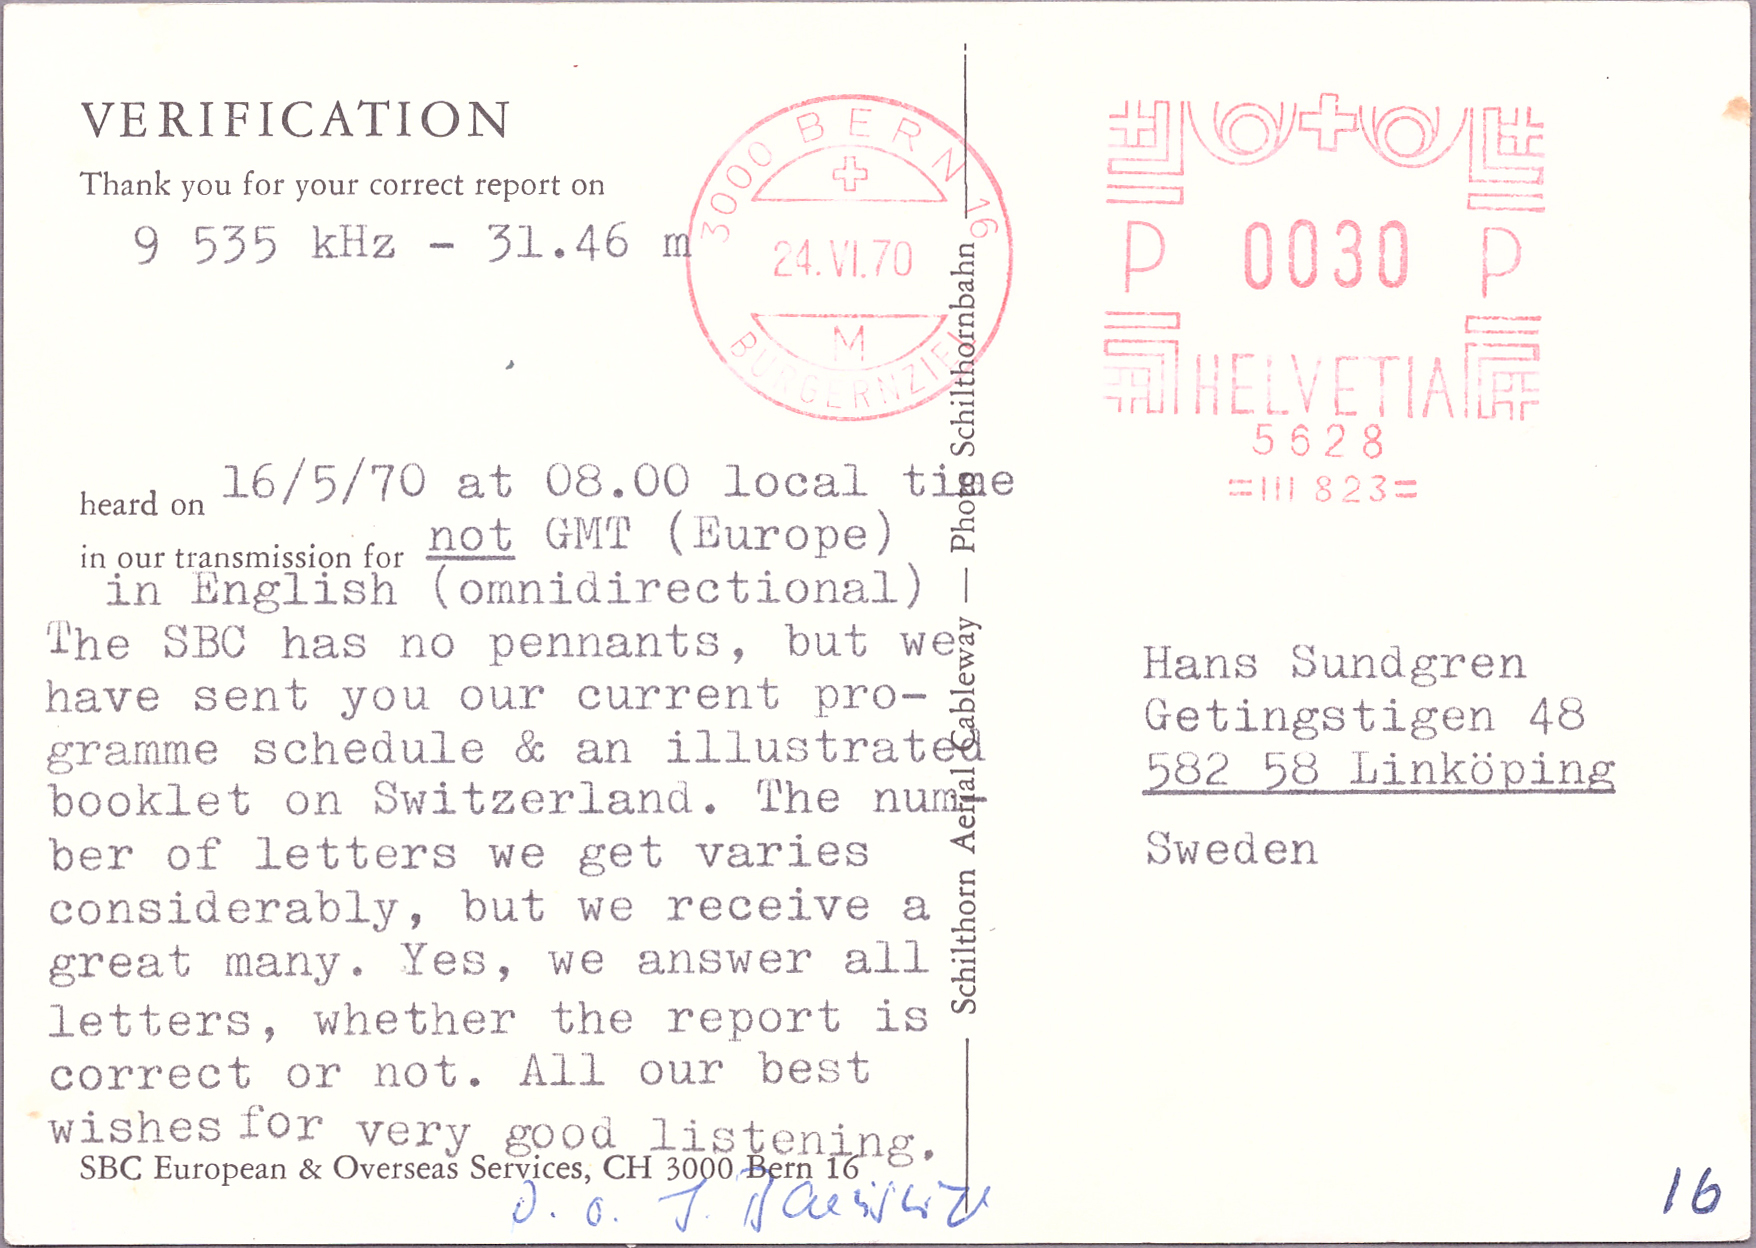 VERIFICATION
Thank you for your correct report on
9 535 kHz - 31.46 m
heard on 16/5/70 at 08.00 local time
in our transmission for not GMT (Europe)
in English (omnidirectional)
The SBC has no pennants, but we
have sent you our current pro-
gramme schedule & an illustrated
booklet on Switzerland. The num-
ber of letters we get varies
considerably, but we receive a
great many. Yes, we answer all
letters, whether the report is
correct or not. All our best
wishes for very good listening.
SBC European & Overseas Services, CH 3000 Bern 16
3000 BERN 16
24.VI.70
M
BURGERNZIEL
Schilthorn Aerial Cableway — Photo Schilthornbahn
P 0030 P
HELVETIA
5628
=III 823=
Hans Sundgren
Getingstigen 48
582 58 Linköping
Sweden
16